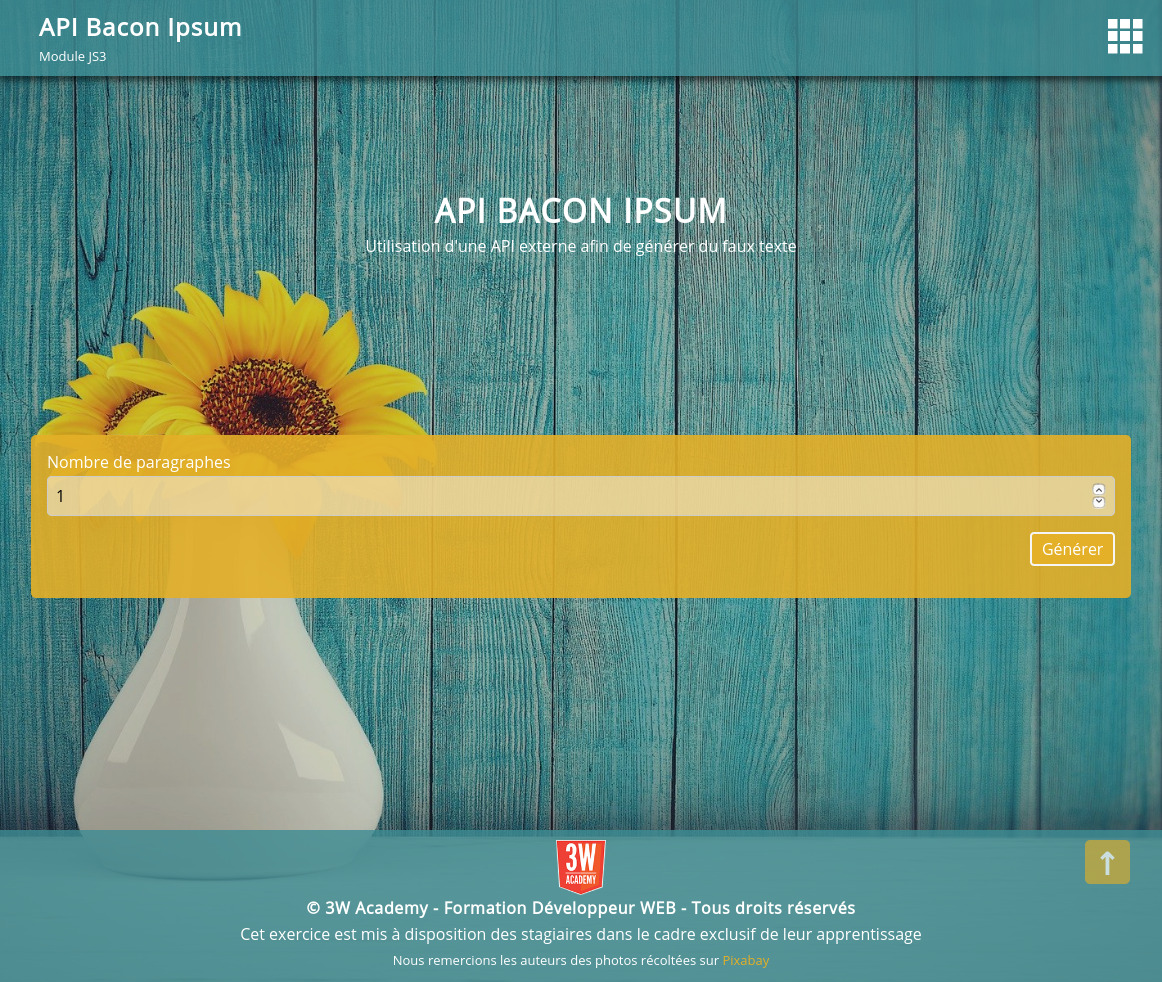 API Bacon Ipsum
Module JS3
API BACON IPSUM
Utilisation d'une API externe afin de générer du faux texte
Nombre de paragraphes
1
Générer
3W
ACADEMY
© 3W Academy - Formation Développeur WEB - Tous droits réservés
Cet exercice est mis à disposition des stagiaires dans le cadre exclusif de leur apprentissage
Nous remercions les auteurs des photos récoltées sur Pixabay